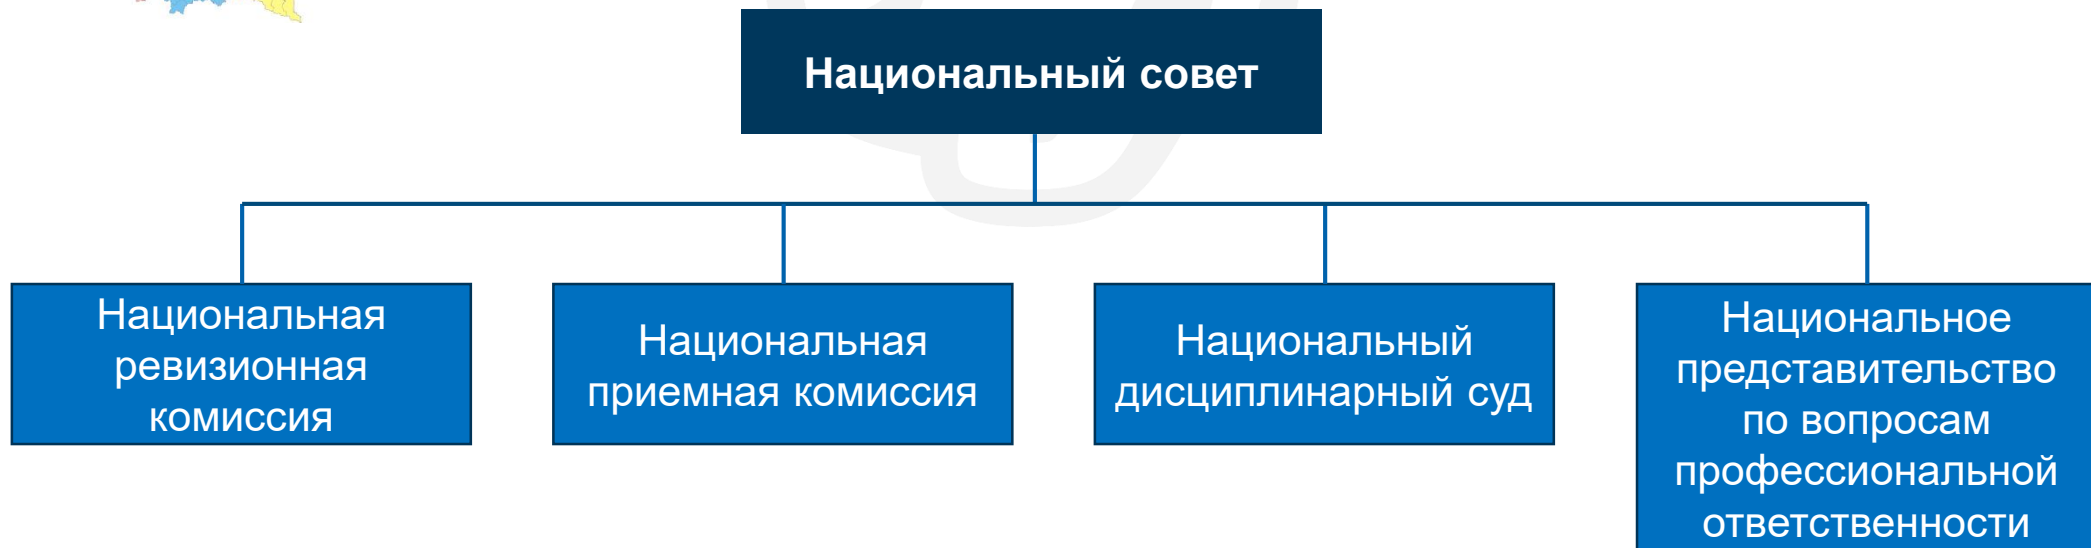 Национальный совет
Национальная
ревизионная
комиссия
Национальная
приемная комиссия
Национальный
дисциплинарный суд
Национальное
представительство
по вопросам
профессиональной
ответственности